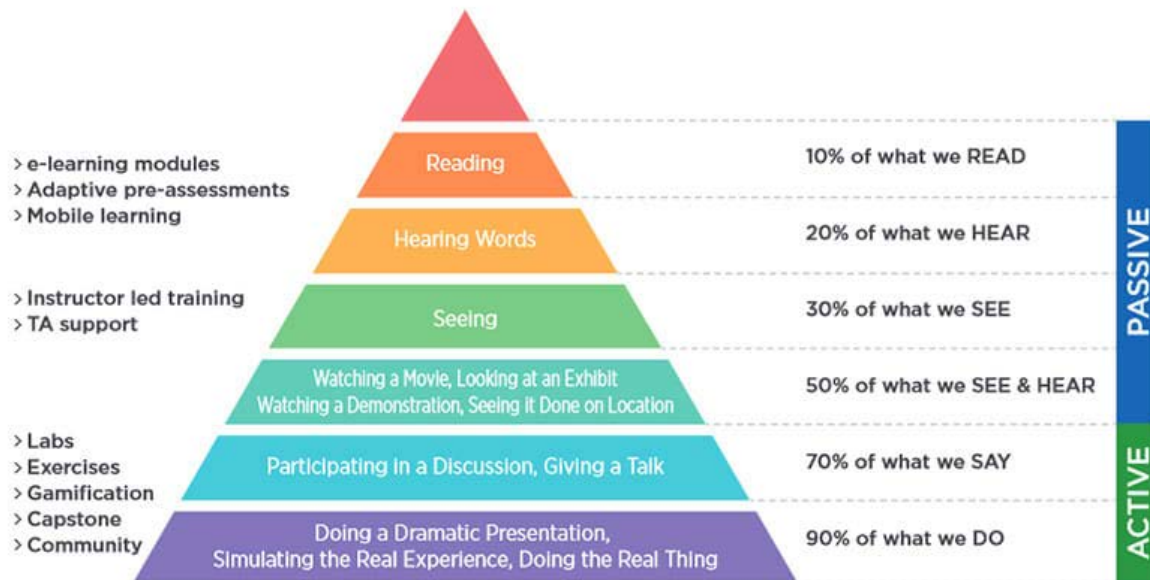 > e-learning modules
> Adaptive pre-assessments
> Mobile learning
Reading
10% of what we READ
Hearing Words
20% of what we HEAR
> Instructor led training
> TA support
Seeing
30% of what we SEE
Watching a Movie, Looking at an Exhibit
Watching a Demonstration, Seeing it Done on Location
50% of what we SEE & HEAR
PASSIVE
> Labs
> Exercises
> Gamification
> Capstone
> Community
Participating in a Discussion, Giving a Talk
70% of what we SAY
Doing a Dramatic Presentation,
Simulating the Real Experience, Doing the Real Thing
90% of what we DO
ACTIVE